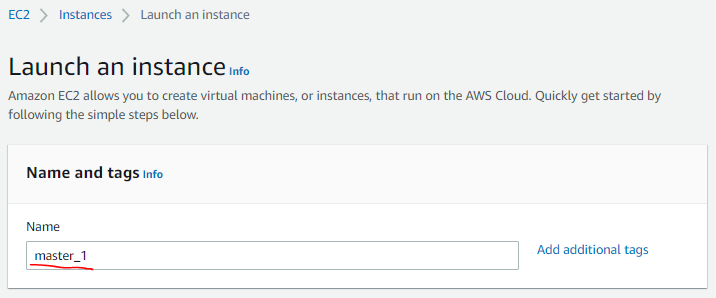 EC2 > Instances > Launch an instance
Launch an instance Info
Amazon EC2 allows you to create virtual machines, or instances, that run on the AWS Cloud. Quickly get started by
following the simple steps below.
Name and tags Info
Name
master_1
Add additional tags